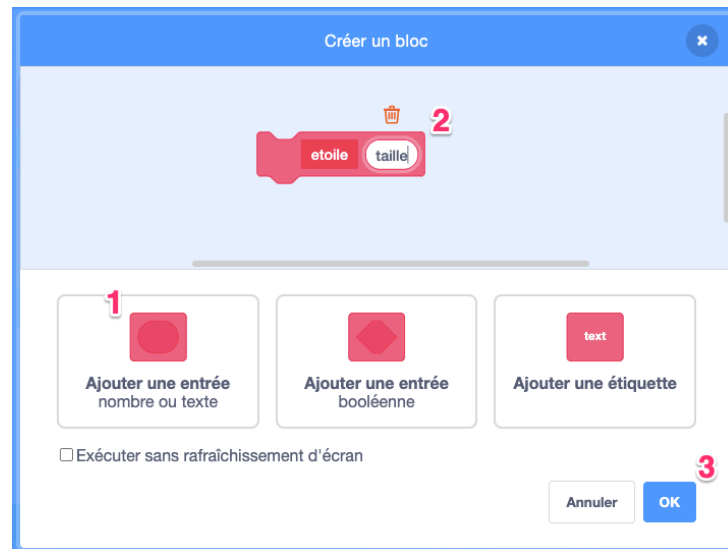 Créer un bloc
2
etoile taille
1
text
Ajouter une entrée
nombre ou texte
Ajouter une entrée
booléenne
Ajouter une étiquette
Exécuter sans rafraîchissement d'écran
3
Annuler OK